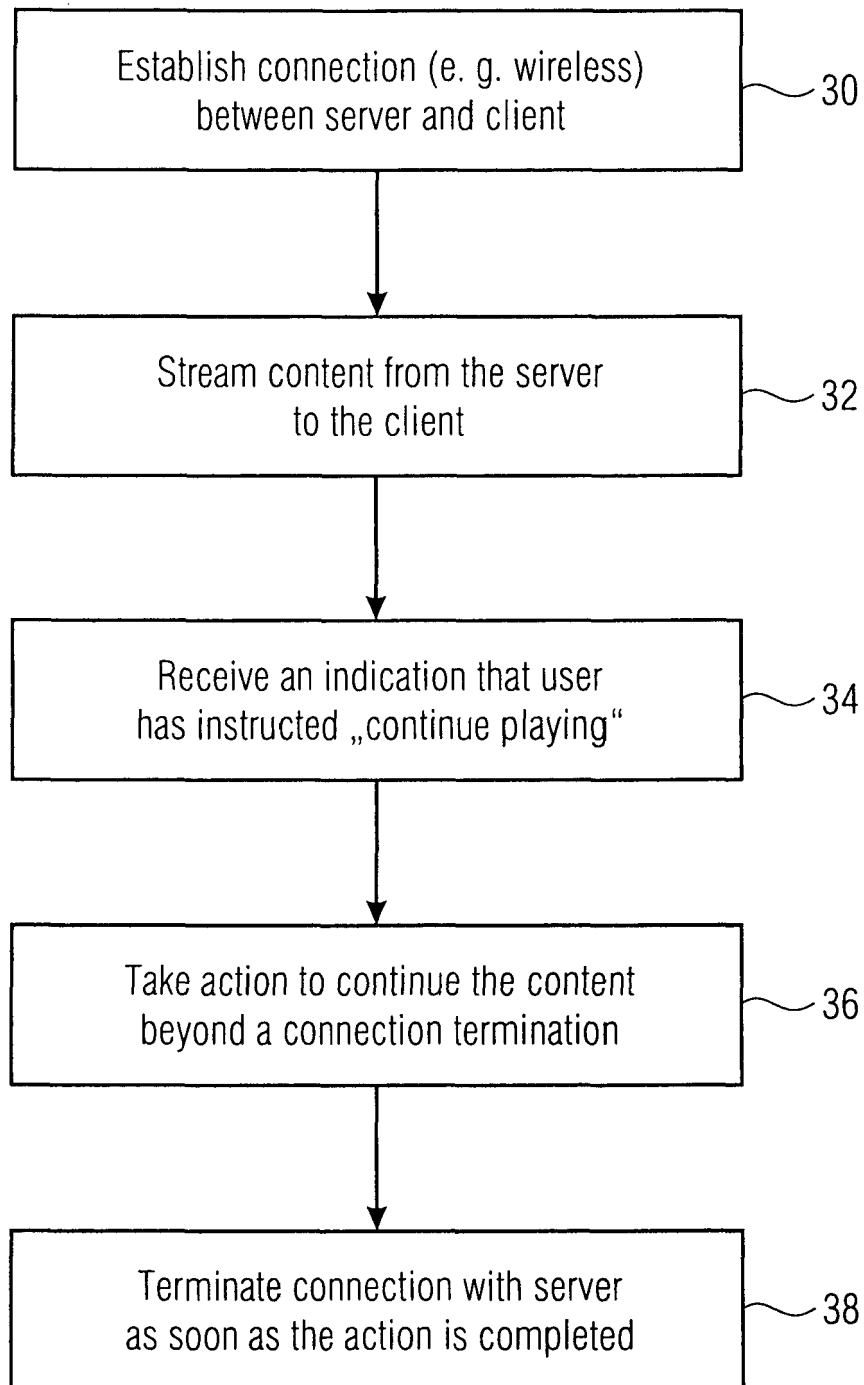 Establish connection (e. g. wireless)
between server and client
30
Stream content from the server
to the client
32
Receive an indication that user
has instructed „continue playing“
34
Take action to continue the content
beyond a connection termination
36
Terminate connection with server
as soon as the action is completed
38